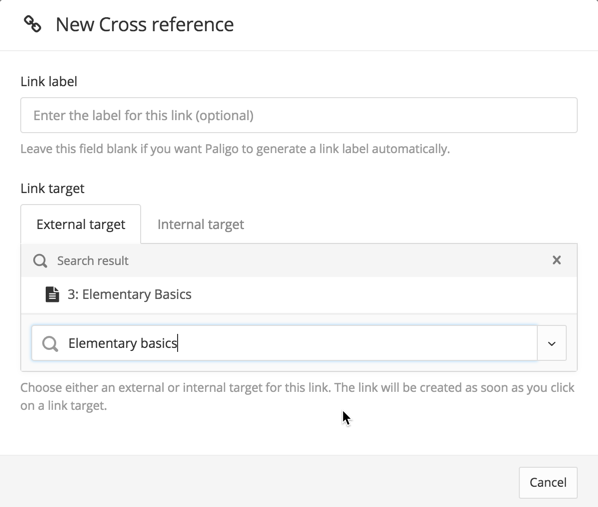 New Cross reference
Link label
Enter the label for this link (optional)
Leave this field blank if you want Paligo to generate a link label automatically.
Link target
External target
Internal target
Search result
3: Elementary Basics
Elementary basics
Choose either an external or internal target for this link. The link will be created as soon as you click
on a link target.
Cancel